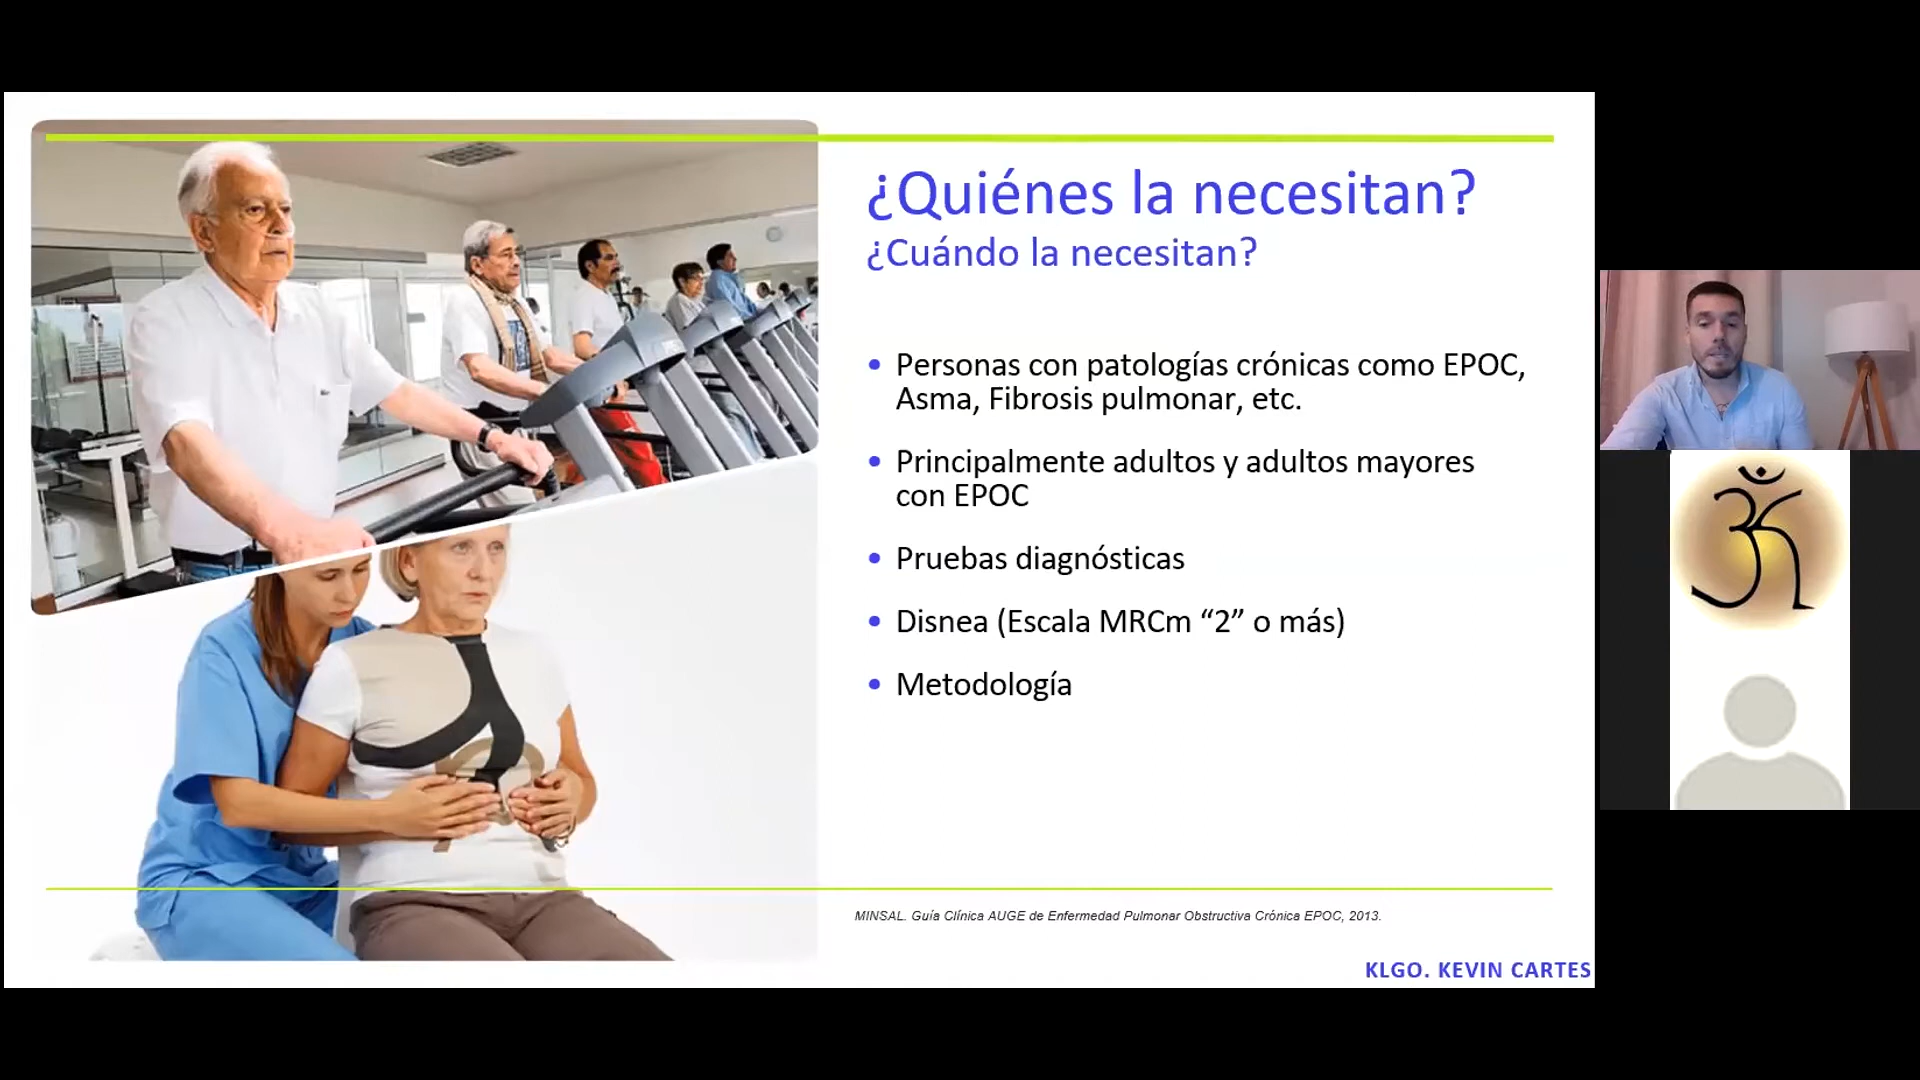 ¿Quiénes la necesitan?
¿Cuándo la necesitan?
• Personas con patologías crónicas como EPOC,
Asma, Fibrosis pulmonar, etc.
• Principalmente adultos y adultos mayores
con EPOC
• Pruebas diagnósticas
• Disnea (Escala MRCm “2” o más)
• Metodología
MINSAL. Guía Clínica AUGE de Enfermedad Pulmonar Obstructiva Crónica EPOC, 2013.
KLGO. KEVIN CARTES
ॐ